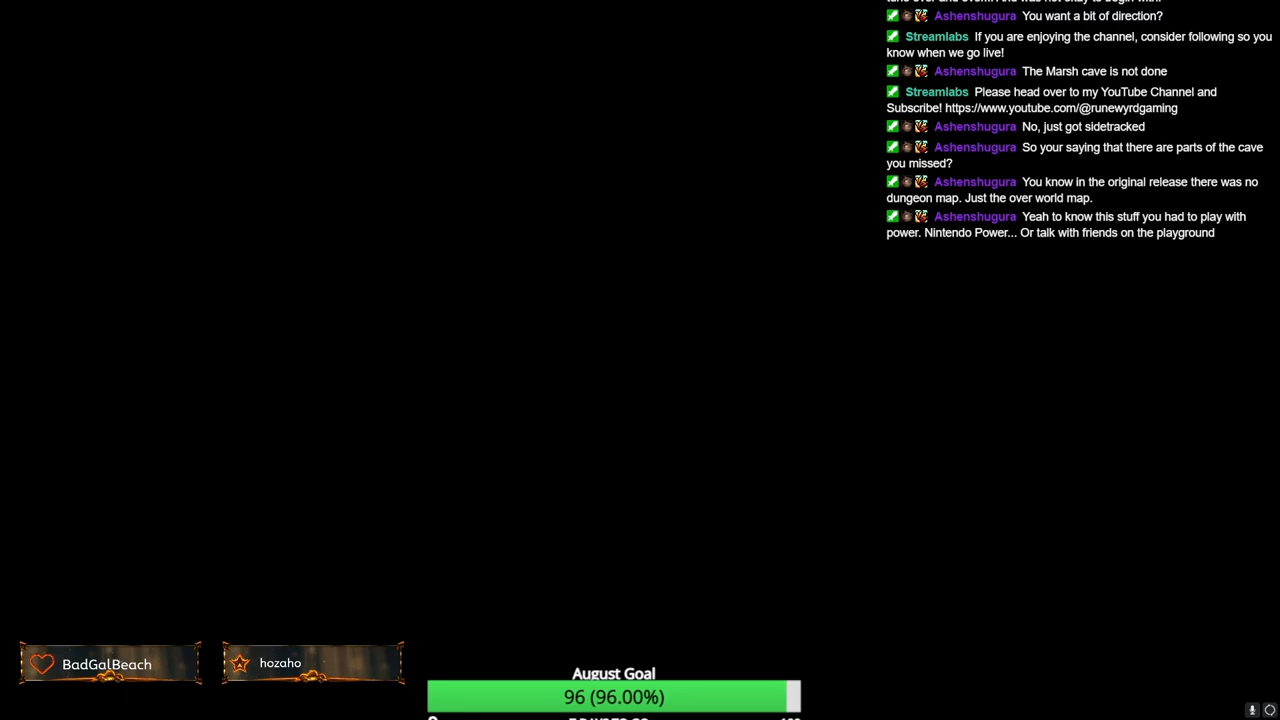 Ashenshugura You want a bit of direction?
Streamlabs If you are enjoying the channel, consider following so you
know when we go live!
Ashenshugura The Marsh cave is not done
Streamlabs Please head over to my YouTube Channel and
Subscribe! https://www.youtube.com/@runewyrdgaming
Ashenshugura No, just got sidetracked
Ashenshugura So your saying that there are parts of the cave
you missed?
Ashenshugura You know in the original release there was no
dungeon map. Just the over world map.
Ashenshugura Yeah to know this stuff you had to play with
power. Nintendo Power... Or talk with friends on the playground
BadGalBeach
hozaho
August Goal
96 (96.00%)